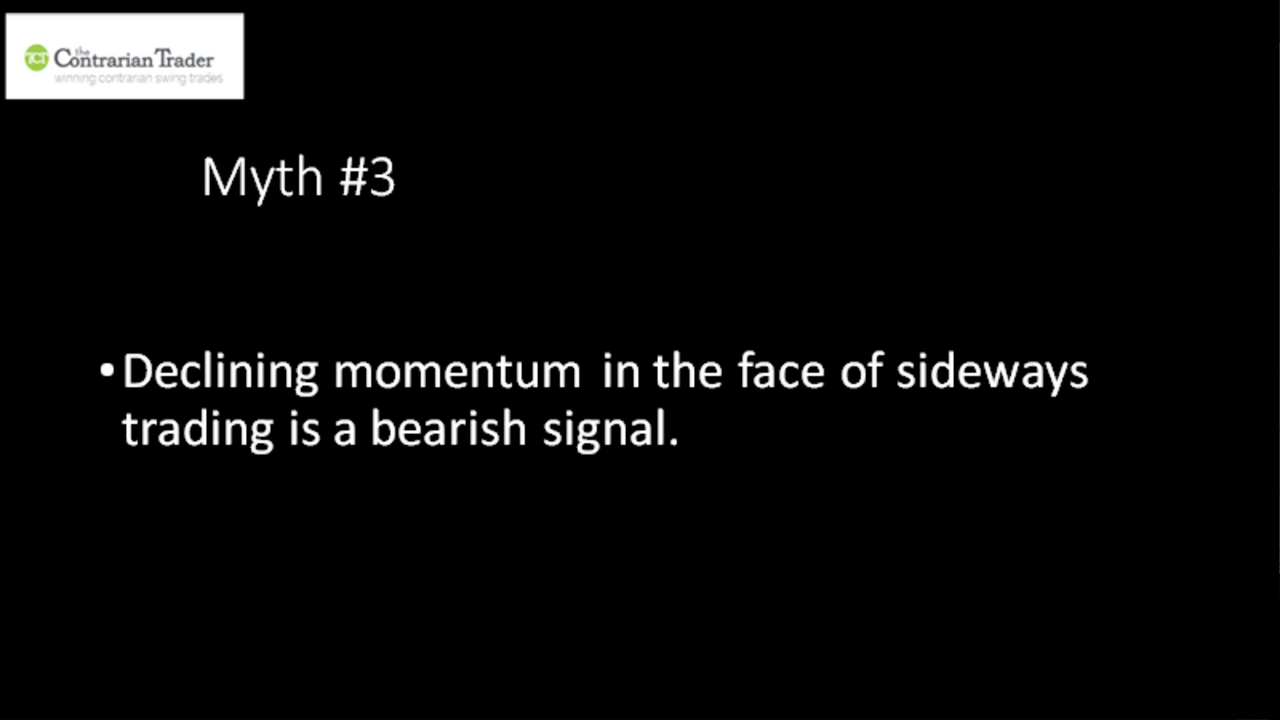 the
Contrarian Trader
winning contrarian swing trades
Myth #3
•Declining momentum in the face of sideways
trading is a bearish signal.